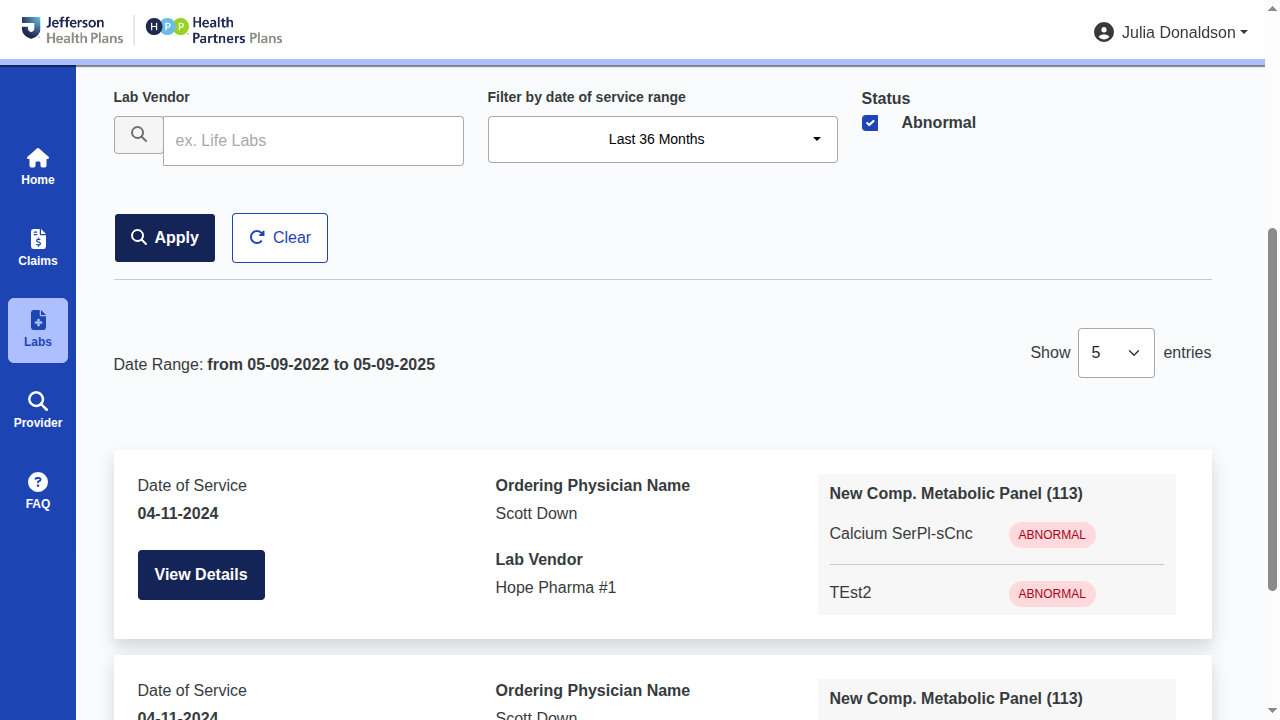 Jefferson
Health Plans
HPP
Health
Partners Plans
Julia Donaldson
Home
Claims
Labs
Provider
FAQ
Lab Vendor
ex. Life Labs
Filter by date of service range
Last 36 Months
Status
Abnormal
Apply
Clear
Date Range: from 05-09-2022 to 05-09-2025
Show 5 entries
Date of Service
04-11-2024
View Details
Ordering Physician Name
Scott Down
Lab Vendor
Hope Pharma #1
New Comp. Metabolic Panel (113)
Calcium SerPl-sCnc ABNORMAL
TEst2 ABNORMAL
Date of Service
04-11-2024
Ordering Physician Name
Scott Down
New Comp. Metabolic Panel (113)